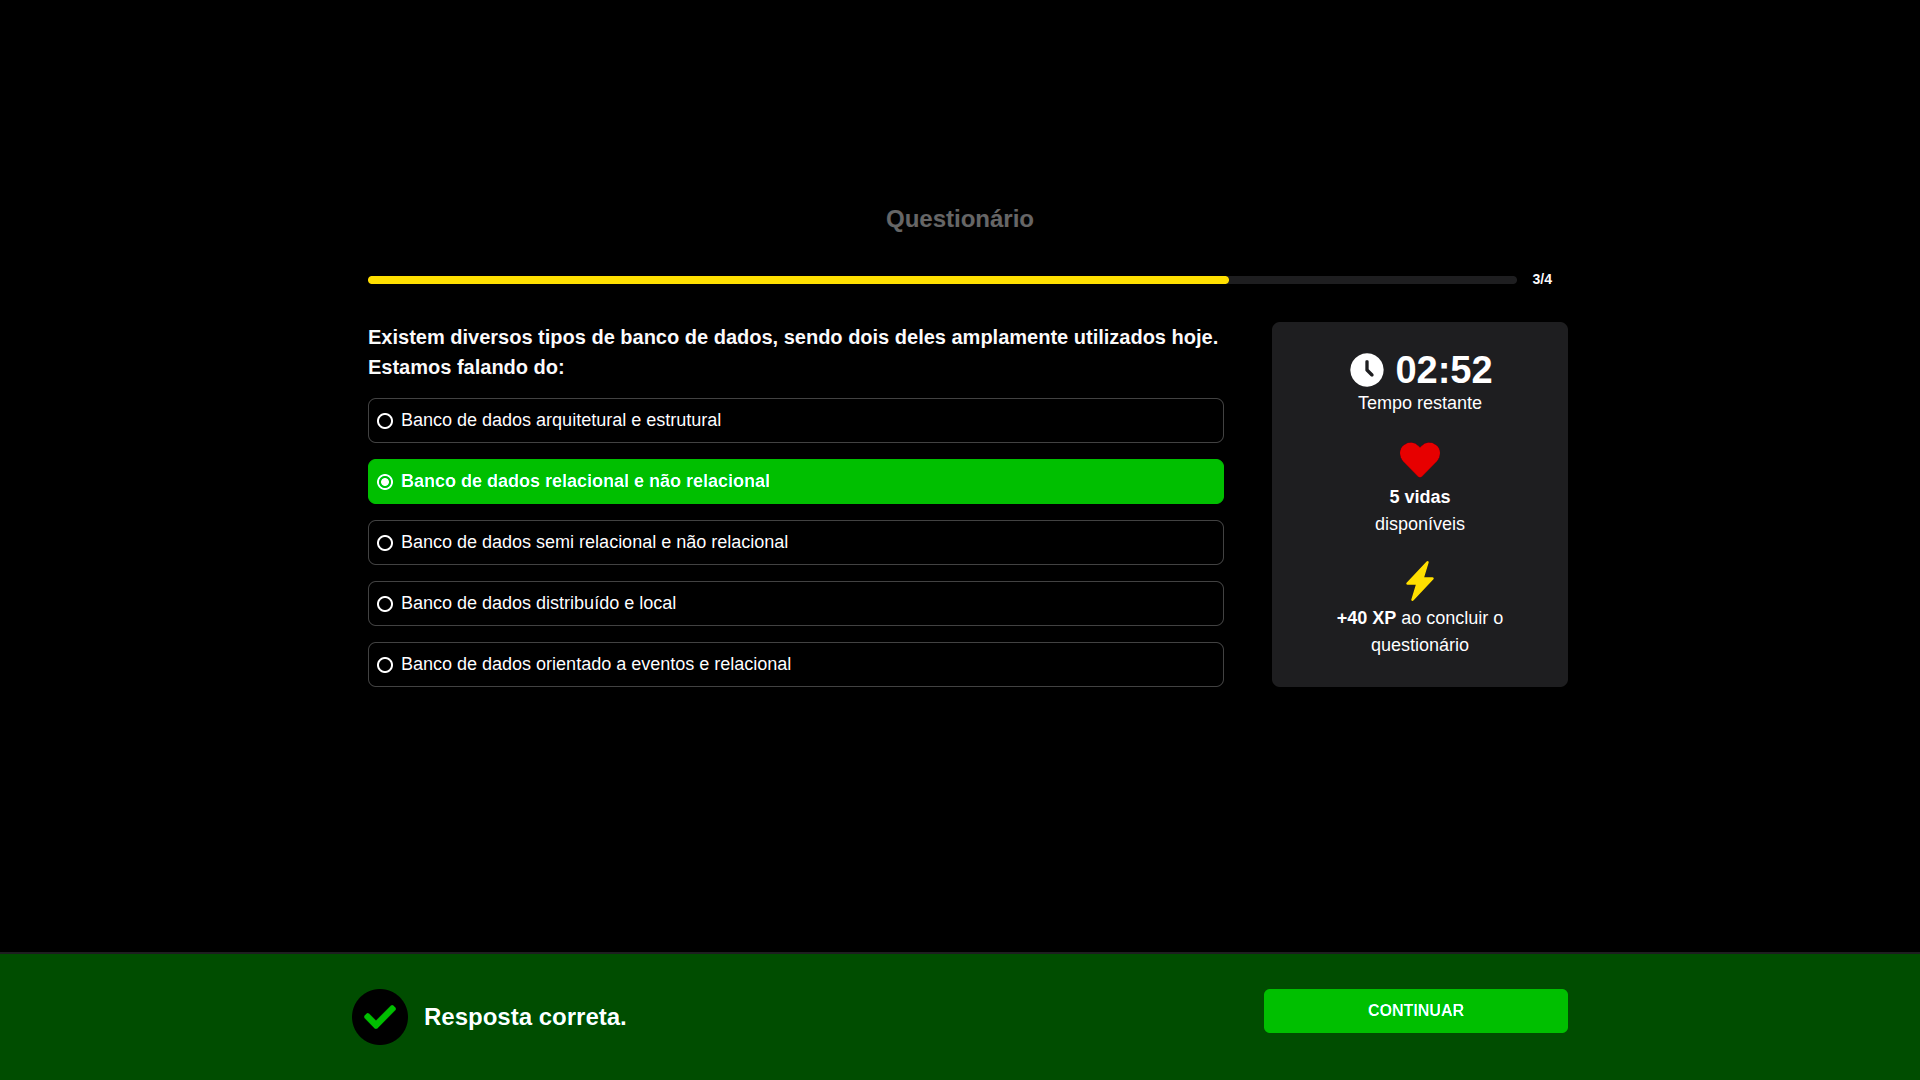 Questionário
3/4
Existem diversos tipos de banco de dados, sendo dois deles amplamente utilizados hoje.
Estamos falando do:
Banco de dados arquitetural e estrutural
Banco de dados relacional e não relacional
Banco de dados semi relacional e não relacional
Banco de dados distribuído e local
Banco de dados orientado a eventos e relacional
02:52
Tempo restante
5 vidas
disponíveis
+40 XP ao concluir o
questionário
Resposta correta.
CONTINUAR